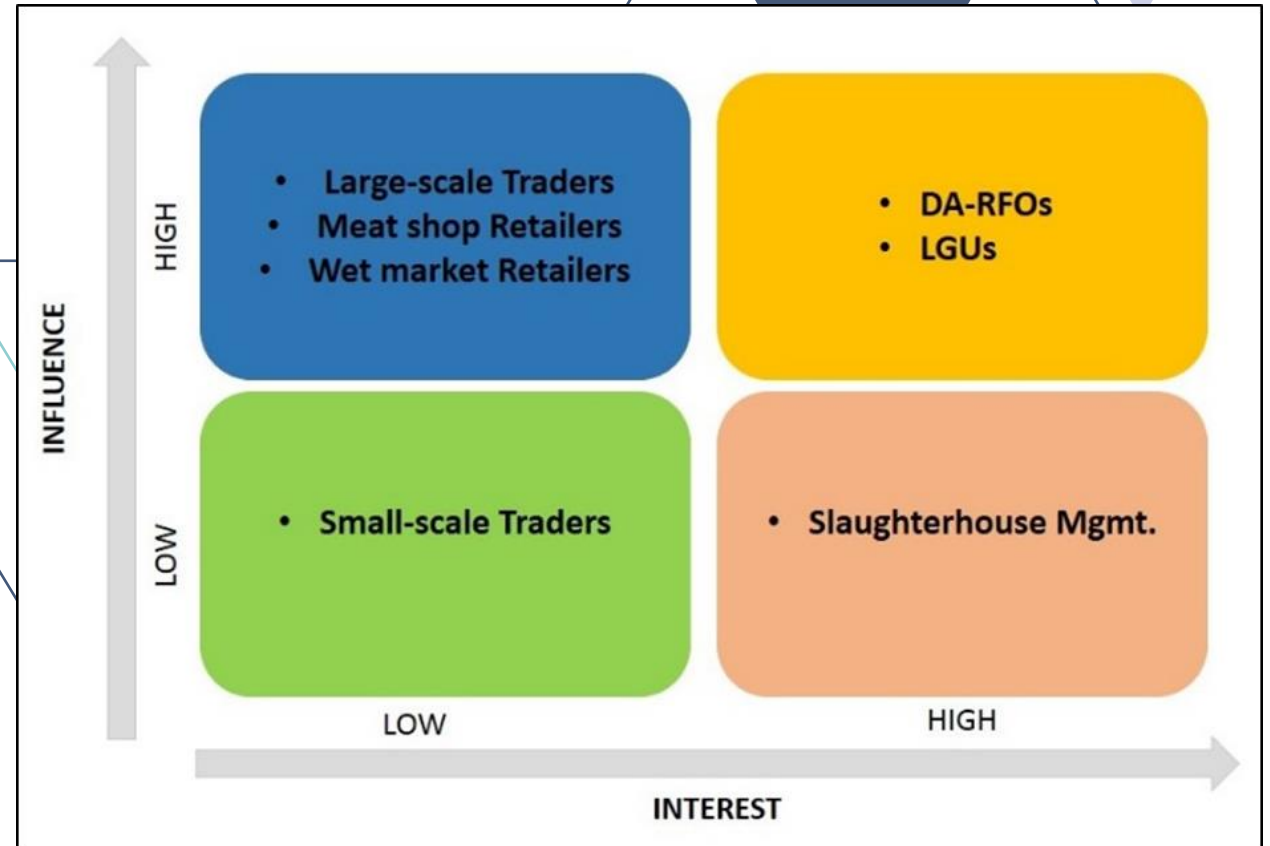 INFLUENCE
HIGH
• Large-scale Traders
• Meat shop Retailers
• Wet market Retailers
• DA-RFOs
• LGUs
LOW
• Small-scale Traders
• Slaughterhouse Mgmt.
LOW
HIGH
INTEREST